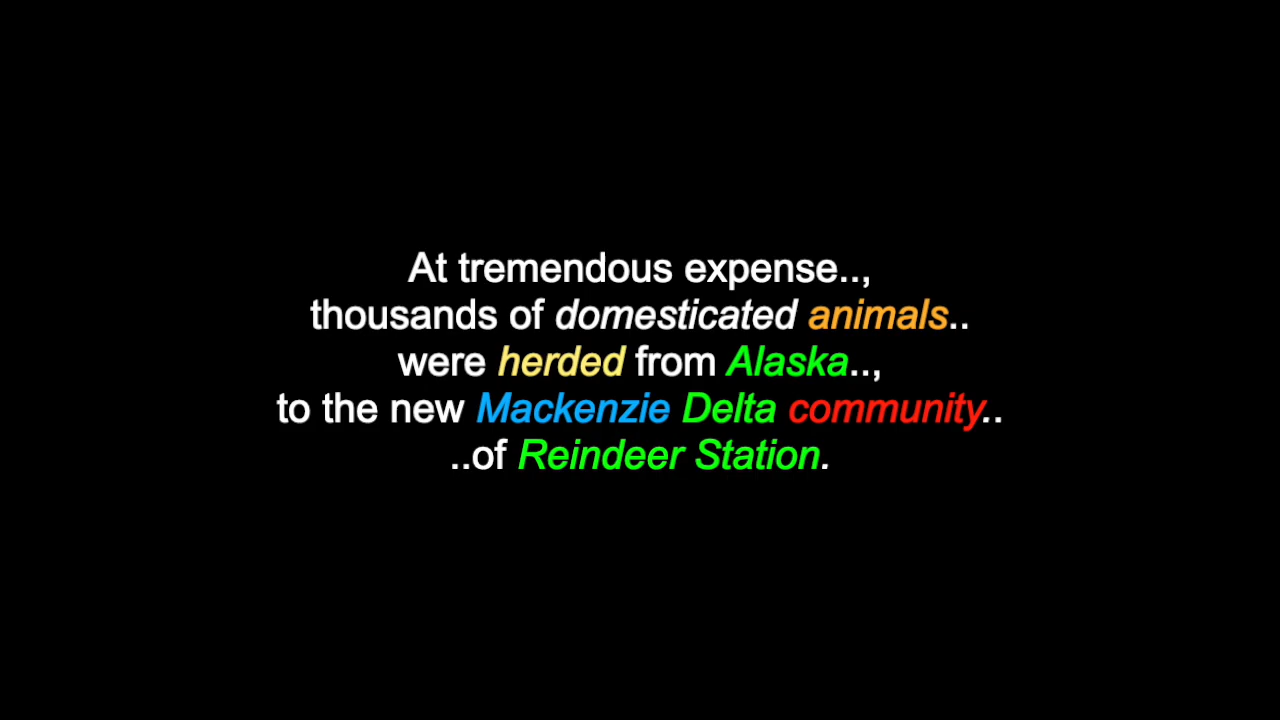 At tremendous expense..,
thousands of domesticated animals..
were herded from Alaska..,
to the new Mackenzie Delta community..
..of Reindeer Station.